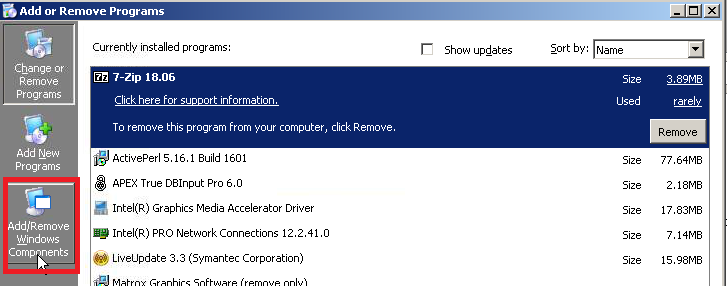 Add or Remove Programs
Change or
Remove
Programs
Add New
Programs
Add/Remove
Windows
Components
Currently installed programs:
Show updates
Sort by: Name
7-Zip 18.06 Size 3.89MB
Click here for support information. Used rarely
To remove this program from your computer, click Remove. Remove
ActivePerl 5.16.1 Build 1601 Size 77.64MB
APEX True DBInput Pro 6.0 Size 2.18MB
Intel(R) Graphics Media Accelerator Driver Size 17.83MB
Intel(R) PRO Network Connections 12.2.41.0 Size 7.14MB
LiveUpdate 3.3 (Symantec Corporation) Size 15.98MB
Matrox Graphics Software (remove only)